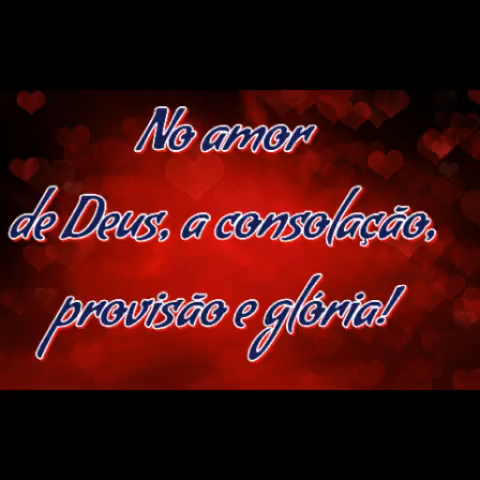 No amor
de Deus, a consolação,
provisão e glória!